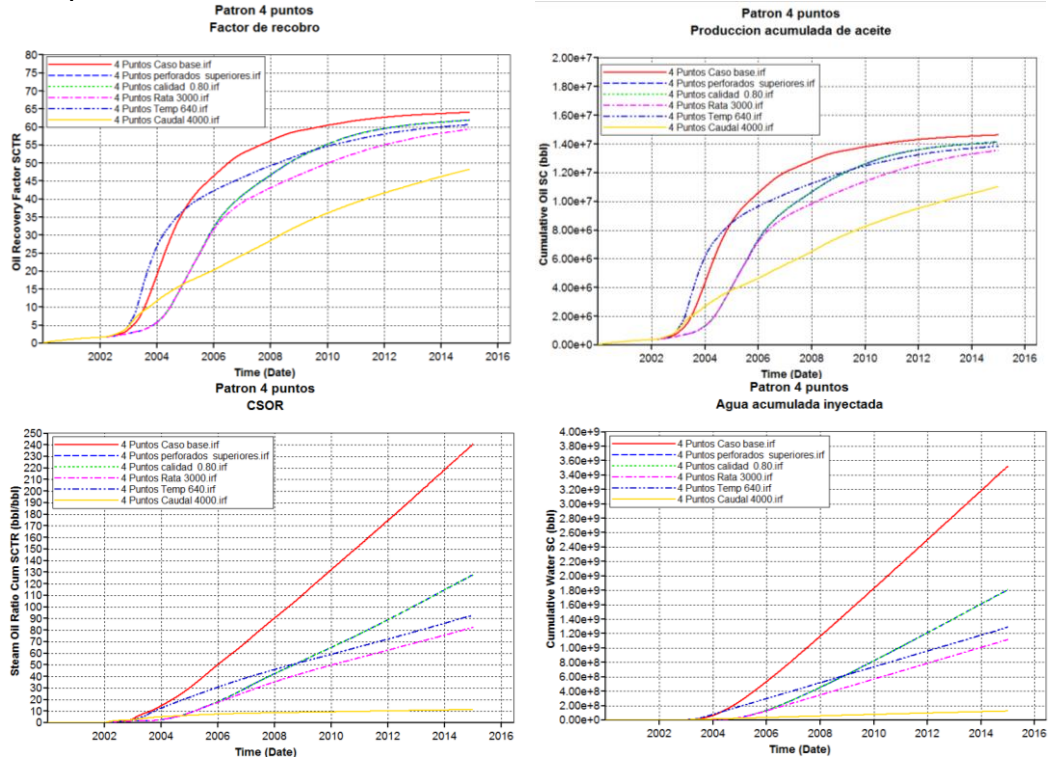 Patron 4 puntos
Factor de recobro
80
75
70
65
60
55
50
45
40
35
30
25
20
15
10
5
0
Oil Recovery Factor SCTR
4 Puntos Caso base.irf
4 Puntos perforados superiores.irf
4 Puntos calidad 0.80.irf
4 Puntos Rata 3000.irf
4 Puntos Temp 640.irf
4 Puntos Caudal 4000.irf
2002 2004 2006 2008 2010 2012 2014 2016
Time (Date)
Patron 4 puntos
Produccion acumulada de aceite
2.00e+7
1.80e+7
1.60e+7
1.40e+7
1.20e+7
1.00e+7
8.00e+6
6.00e+6
4.00e+6
2.00e+6
0.00e+0
Cumulative Oil SC (bbl)
4 Puntos Caso base.irf
4 Puntos perforados superiores.irf
4 Puntos calidad 0.80.irf
4 Puntos Rata 3000.irf
4 Puntos Temp 640.irf
4 Puntos Caudal 4000.irf
2002 2004 2006 2008 2010 2012 2014 2016
Time (Date)
Patron 4 puntos
CSOR
250
240
230
220
210
200
190
180
170
160
150
140
130
120
110
100
90
80
70
60
50
40
30
20
10
0
Steam Oil Ratio Cum SCTR (bbl/bbl)
4 Puntos Caso base.irf
4 Puntos perforados superiores.irf
4 Puntos calidad 0.80.irf
4 Puntos Rata 3000.irf
4 Puntos Temp 640.irf
4 Puntos Caudal 4000.irf
2002 2004 2006 2008 2010 2012 2014 2016
Time (Date)
Patron 4 puntos
Agua acumulada inyectada
4.00e+9
3.80e+9
3.60e+9
3.40e+9
3.20e+9
3.00e+9
2.80e+9
2.60e+9
2.40e+9
2.20e+9
2.00e+9
1.80e+9
1.60e+9
1.40e+9
1.20e+9
1.00e+9
8.00e+8
6.00e+8
4.00e+8
2.00e+8
0.00e+0
Cumulative Water SC (bbl)
4 Puntos Caso base.irf
4 Puntos perforados superiores.irf
4 Puntos calidad 0.80.irf
4 Puntos Rata 3000.irf
4 Puntos Temp 640.irf
4 Puntos Caudal 4000.irf
2002 2004 2006 2008 2010 2012 2014 2016
Time (Date)